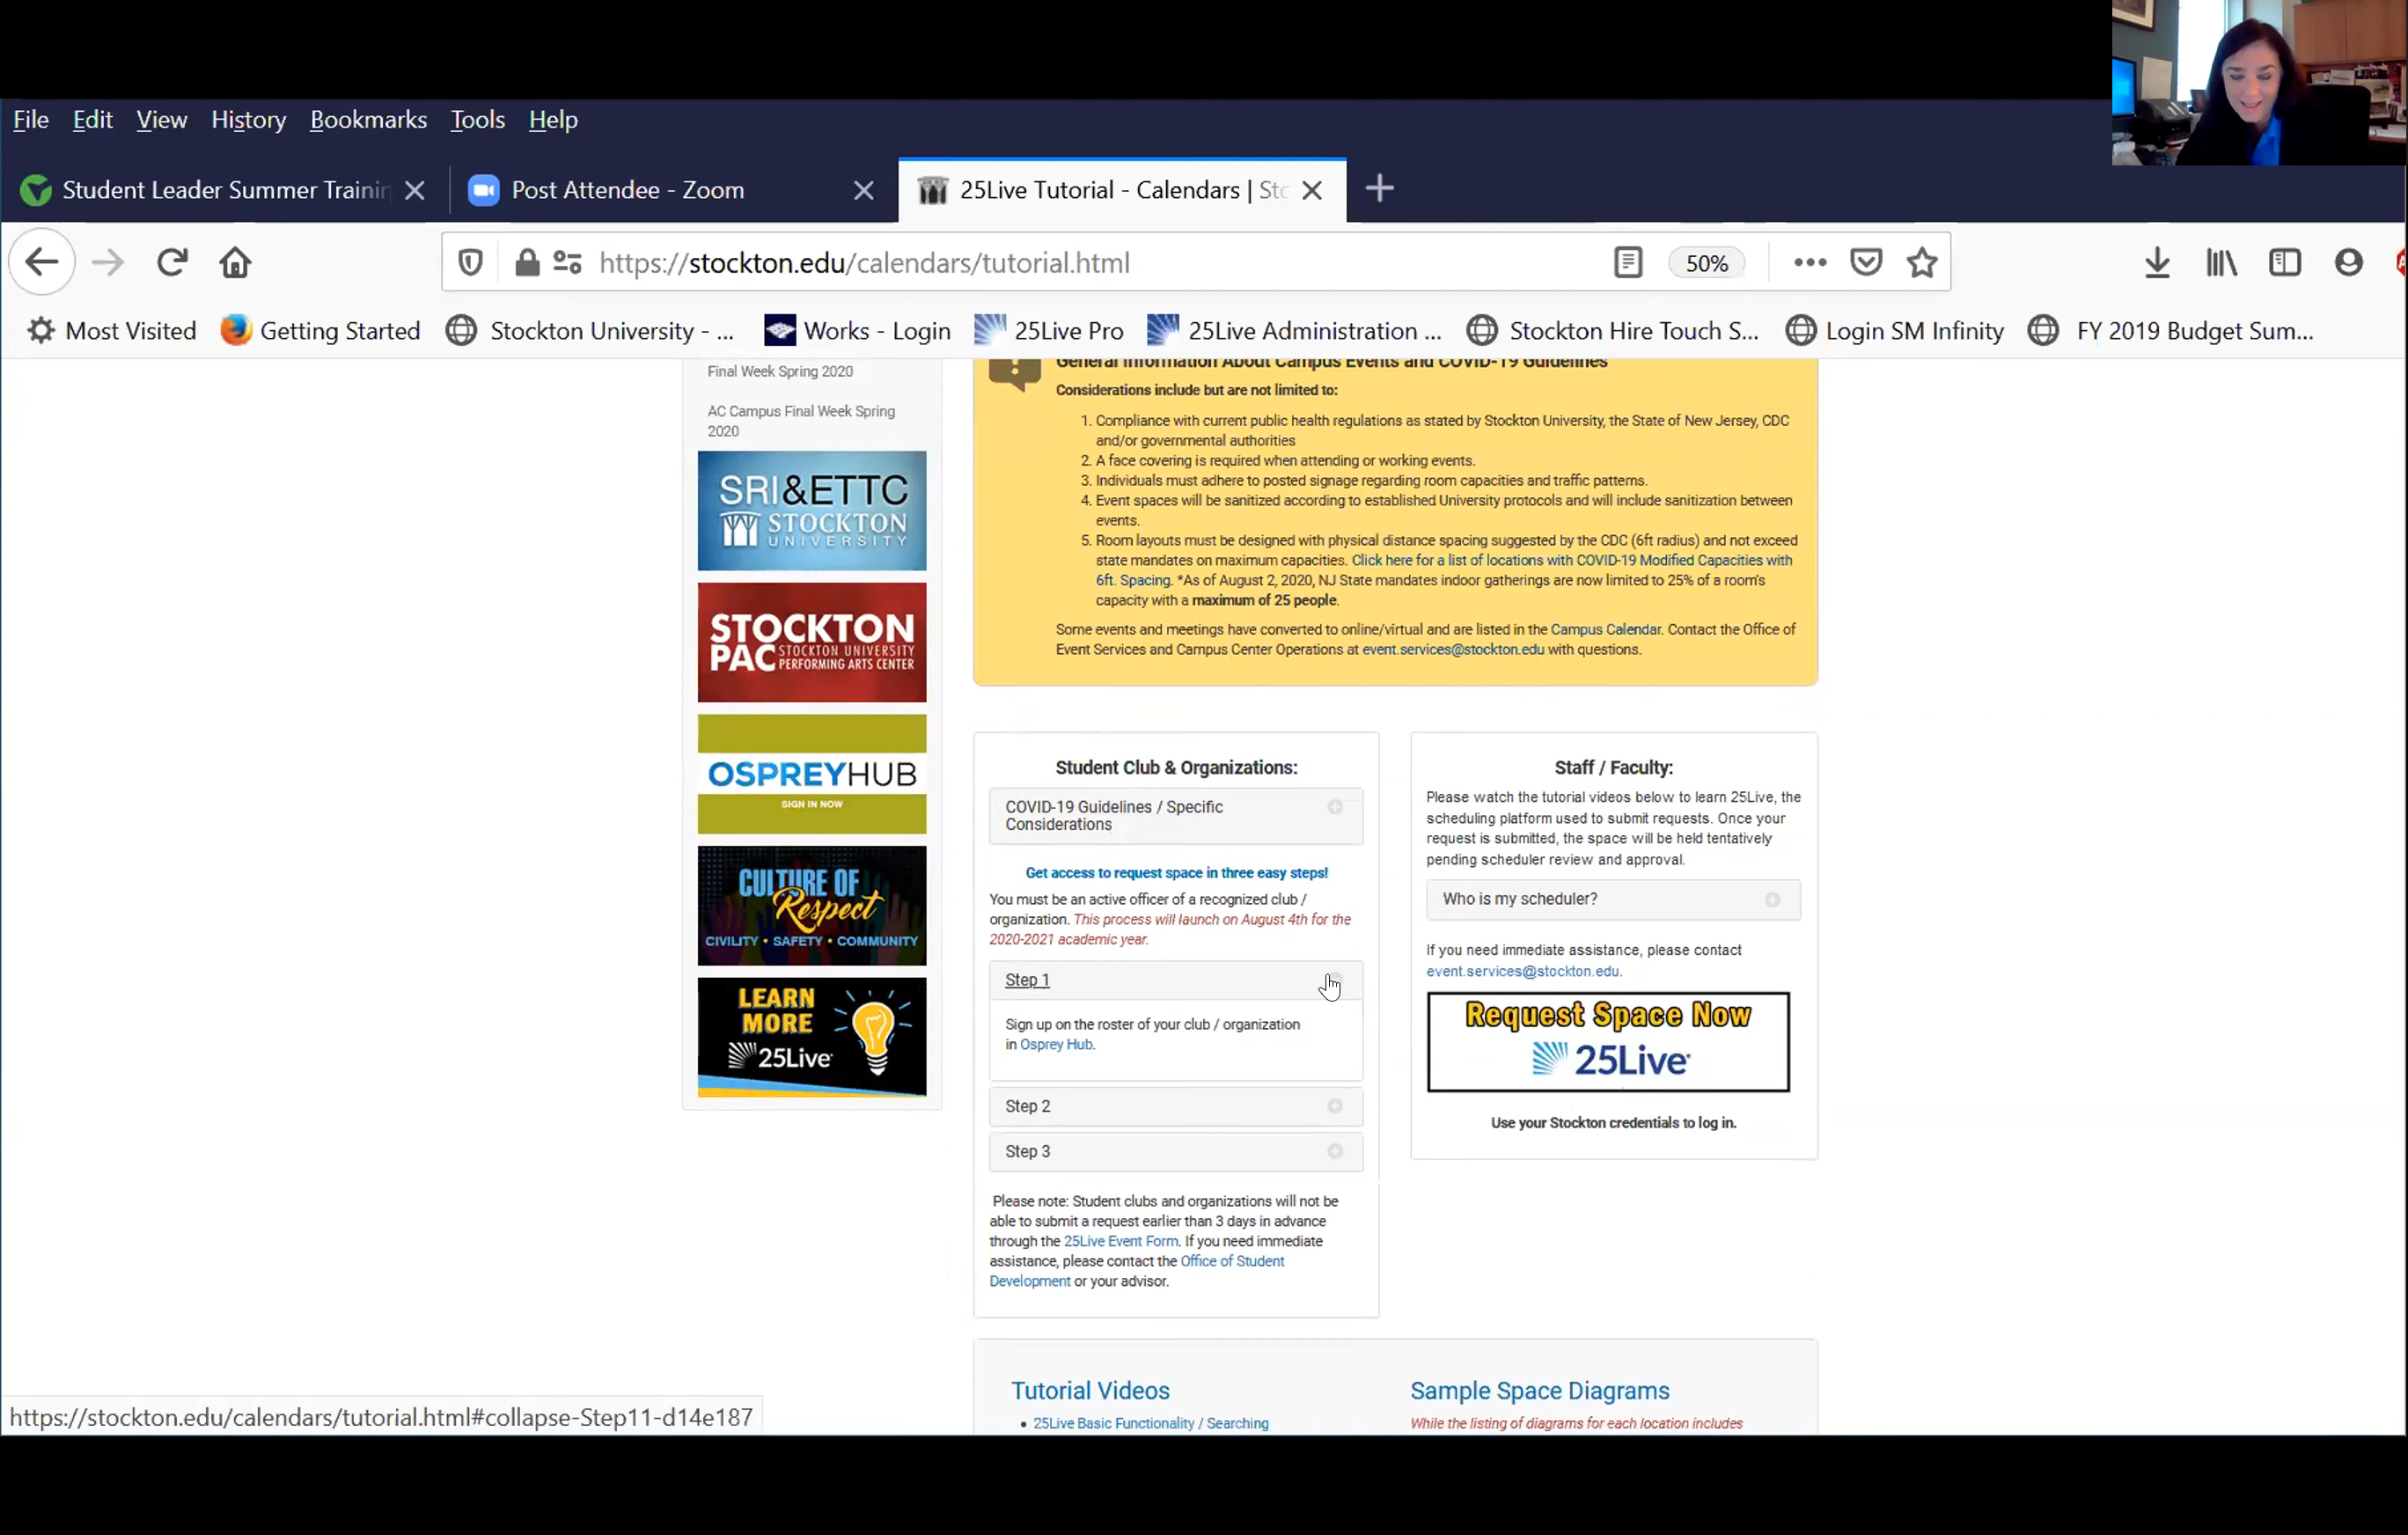 File Edit View History Bookmarks Tools Help
Student Leader Summer Trainin
Post Attendee - Zoom
25Live Tutorial - Calendars | Sto
https://stockton.edu/calendars/tutorial.html
50%
Most Visited
Getting Started
Stockton University - ...
Works - Login
25Live Pro
25Live Administration ...
Stockton Hire Touch S...
Login SM Infinity
FY 2019 Budget Sum...
Final Week Spring 2020
AC Campus Final Week Spring
2020
SRI&ETTC
STOCKTON
UNIVERSITY
STOCKTON
PAC STOCKTON UNIVERSITY
PERFORMING ARTS CENTER
OSPREYHUB
SIGN IN NOW
CULTURE OF
Respect
CIVILITY • SAFETY • COMMUNITY
LEARN
MORE
25Live
General Information About Campus Events and COVID-19 Guidelines
Considerations include but are not limited to:
1. Compliance with current public health regulations as stated by Stockton University, the State of New Jersey, CDC
and/or governmental authorities
2. A face covering is required when attending or working events.
3. Individuals must adhere to posted signage regarding room capacities and traffic patterns.
4. Event spaces will be sanitized according to established University protocols and will include sanitization between
events.
5. Room layouts must be designed with physical distance spacing suggested by the CDC (6ft radius) and not exceed
state mandates on maximum capacities. Click here for a list of locations with COVID-19 Modified Capacities with
6ft. Spacing. *As of August 2, 2020, NJ State mandates indoor gatherings are now limited to 25% of a room's
capacity with a maximum of 25 people.
Some events and meetings have converted to online/virtual and are listed in the Campus Calendar. Contact the Office of
Event Services and Campus Center Operations at event.services@stockton.edu with questions.
Student Club & Organizations:
COVID-19 Guidelines / Specific
Considerations
Get access to request space in three easy steps!
You must be an active officer of a recognized club /
organization. This process will launch on August 4th for the
2020-2021 academic year.
Step 1
Sign up on the roster of your club / organization
in Osprey Hub.
Step 2
Step 3
Please note: Student clubs and organizations will not be
able to submit a request earlier than 3 days in advance
through the 25Live Event Form. If you need immediate
assistance, please contact the Office of Student
Development or your advisor.
Staff / Faculty:
Please watch the tutorial videos below to learn 25Live, the
scheduling platform used to submit requests. Once your
request is submitted, the space will be held tentatively
pending scheduler review and approval.
Who is my scheduler?
If you need immediate assistance, please contact
event.services@stockton.edu.
Request Space Now
25Live
Use your Stockton credentials to log in.
Tutorial Videos
• 25Live Basic Functionality / Searching
Sample Space Diagrams
While the listing of diagrams for each location includes
https://stockton.edu/calendars/tutorial.html#collapse-Step11-d14e187